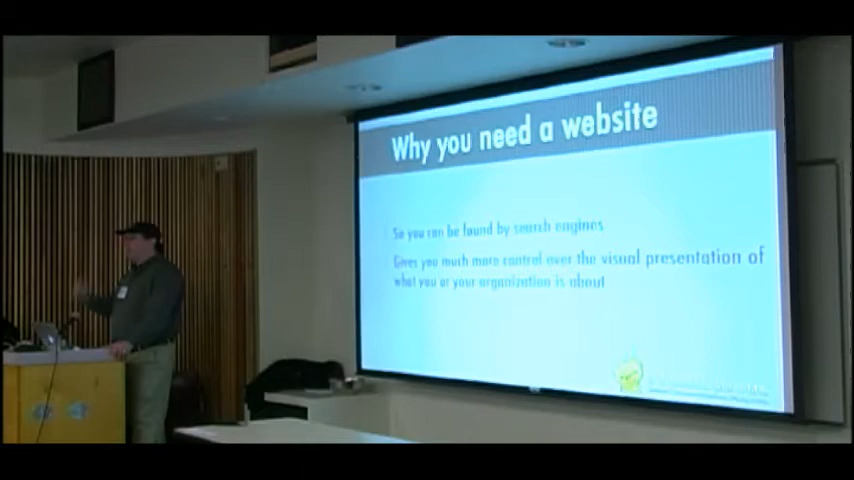 Why you need a website
So you can be found by search engines
Gives you much more control over the visual presentation of
what you or your organization is about